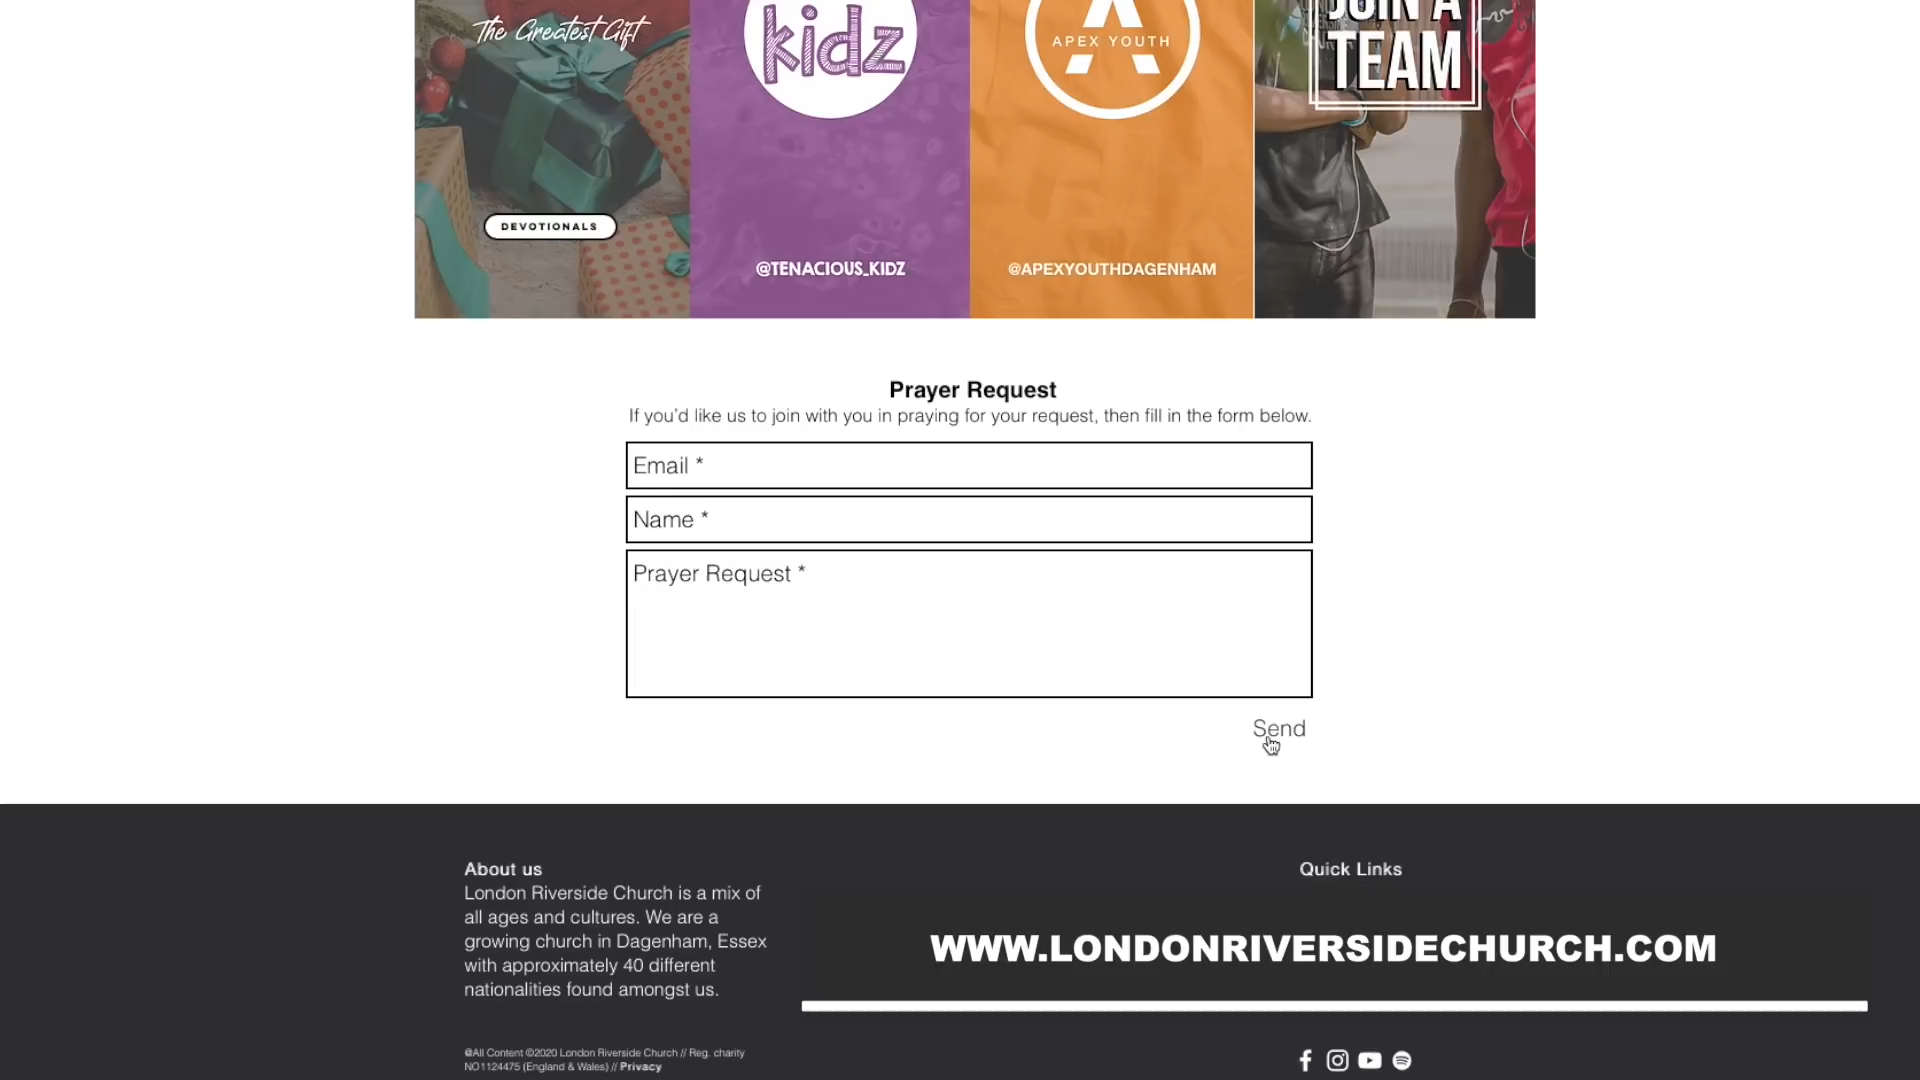 The Greatest Gift
kidz
APEX YOUTH
JOIN A
TEAM
DEVOTIONALS
@TENACIOUS_KIDZ
@APEXYOUTHDAGENHAM
Prayer Request
If you'd like us to join with you in praying for your request, then fill in the form below.
Email *
Name *
Prayer Request *
Send
About us
London Riverside Church is a mix of
all ages and cultures. We are a
growing church in Dagenham, Essex
with approximately 40 different
nationalities found amongst us.
Quick Links
WWW.LONDONRIVERSIDECHURCH.COM
@All Content ©2020 London Riverside Church // Reg. charity
NO1124475 (England & Wales) // Privacy